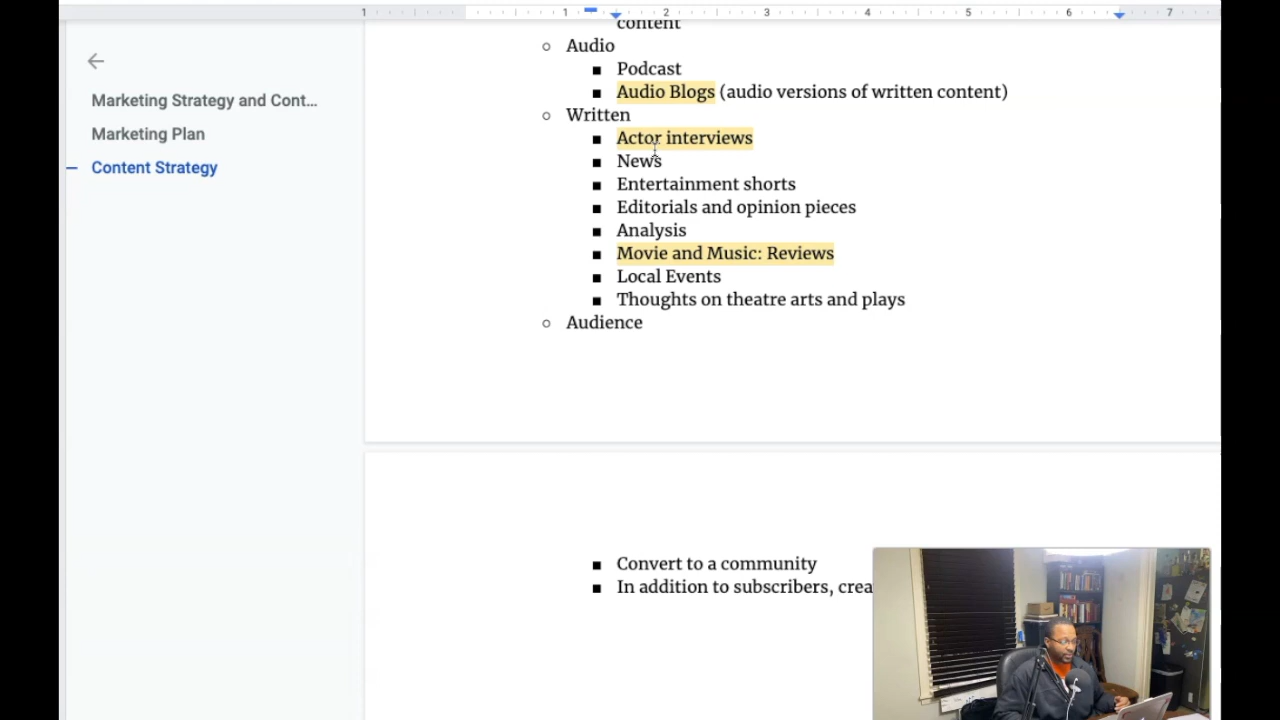 1 1 2 3 4 5 6 7
content
Audio
Podcast
Audio Blogs (audio versions of written content)
Written
Actor interviews
News
Entertainment shorts
Editorials and opinion pieces
Analysis
Movie and Music: Reviews
Local Events
Thoughts on theatre arts and plays
Audience
Convert to a community
In addition to subscribers, crea
Marketing Strategy and Cont...
Marketing Plan
Content Strategy